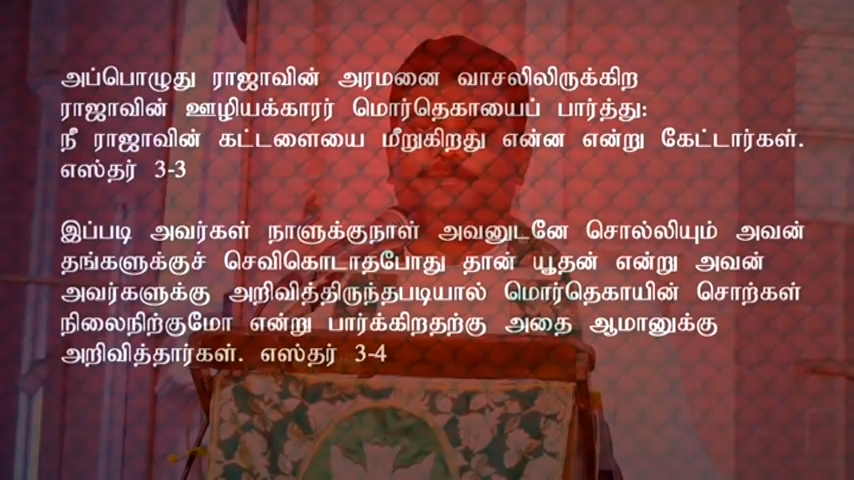 அப்பொழுது ராஜாவின் அரமனை வாசலிலிருக்கிற
ராஜாவின் ஊழியக்காரர் மொர்தெகாயைப் பார்த்து:
நீ ராஜாவின் கட்டளையை மீறுகிறது என்ன என்று கேட்டார்கள்.
எஸ்தர் 3-3
இப்படி அவர்கள் நாளுக்குநாள் அவனுடனே சொல்லியும் அவன்
தங்களுக்குச் செவிகொடாதபோது தான் யூதன் என்று அவன்
அவர்களுக்கு அறிவித்திருந்தபடியால் மொர்தெகாயின் சொற்கள்
நிலைநிற்குமோ என்று பார்க்கிறதற்கு அதை ஆமானுக்கு
அறிவித்தார்கள். எஸ்தர் 3-4